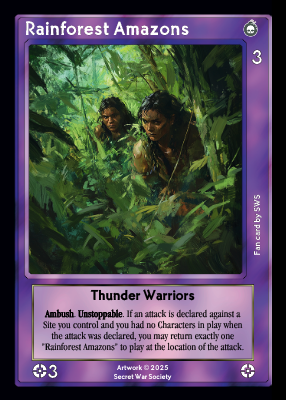 Rainforest Amazons
3
Fan card by SWS
Thunder Warriors
Ambush. Unstoppable. If an attack is declared against a
Site you control and you had no Characters in play when
the attack was declared, you may return exactly one
"Rainforest Amazons" to play at the location of the attack.
3
Artwork © 2025
Secret War Society